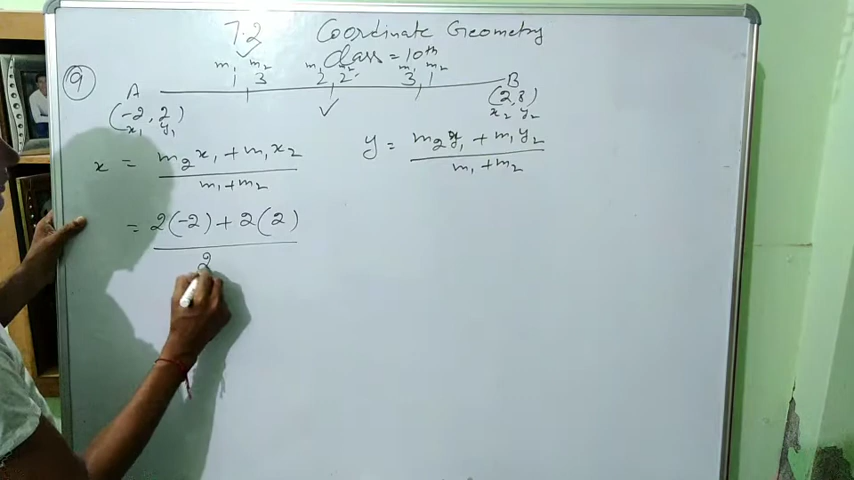 7.2 Coordinate Geometry
Class = 10th
9
m₁ m₂ m₁ m₂ m₁ m₂
1 3 2 2 3 1
A B
(-2, 2) (2, 8)
x₁ y₁ x₂ y₂
x = m₂x₁ + m₁x₂ / m₁+m₂
y = m₂y₁ + m₁y₂ / m₁+m₂
= 2(-2) + 2(2) / 2